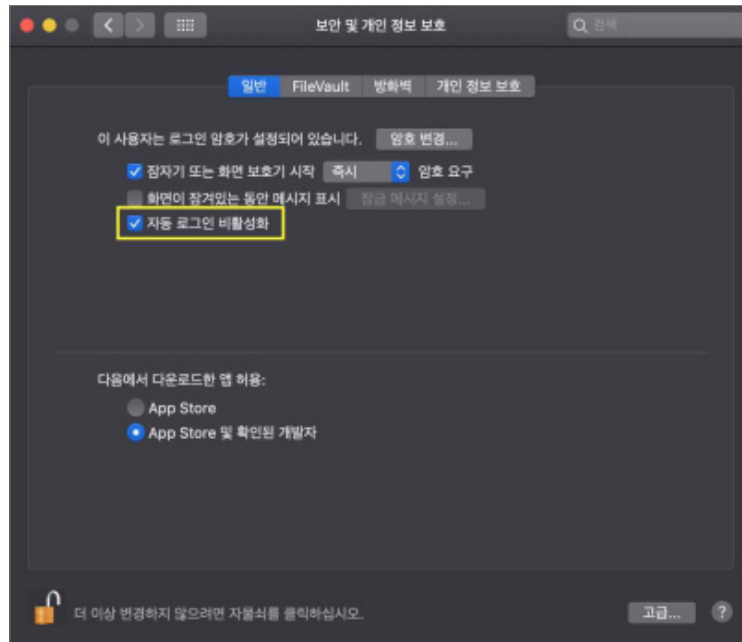 보안 및 개인 정보 보호
검색
일반 FileVault 방화벽 개인 정보 보호
이 사용자는 로그인 암호가 설정되어 있습니다. 암호 변경...
잠자기 또는 화면 보호기 시작 즉시 암호 요구
화면이 잠겨있는 동안 메시지 표시 잠금 메시지 설정...
자동 로그인 비활성화
다음에서 다운로드한 앱 허용:
App Store
App Store 및 확인된 개발자
더 이상 변경하지 않으려면 자물쇠를 클릭하십시오. 고급... ?